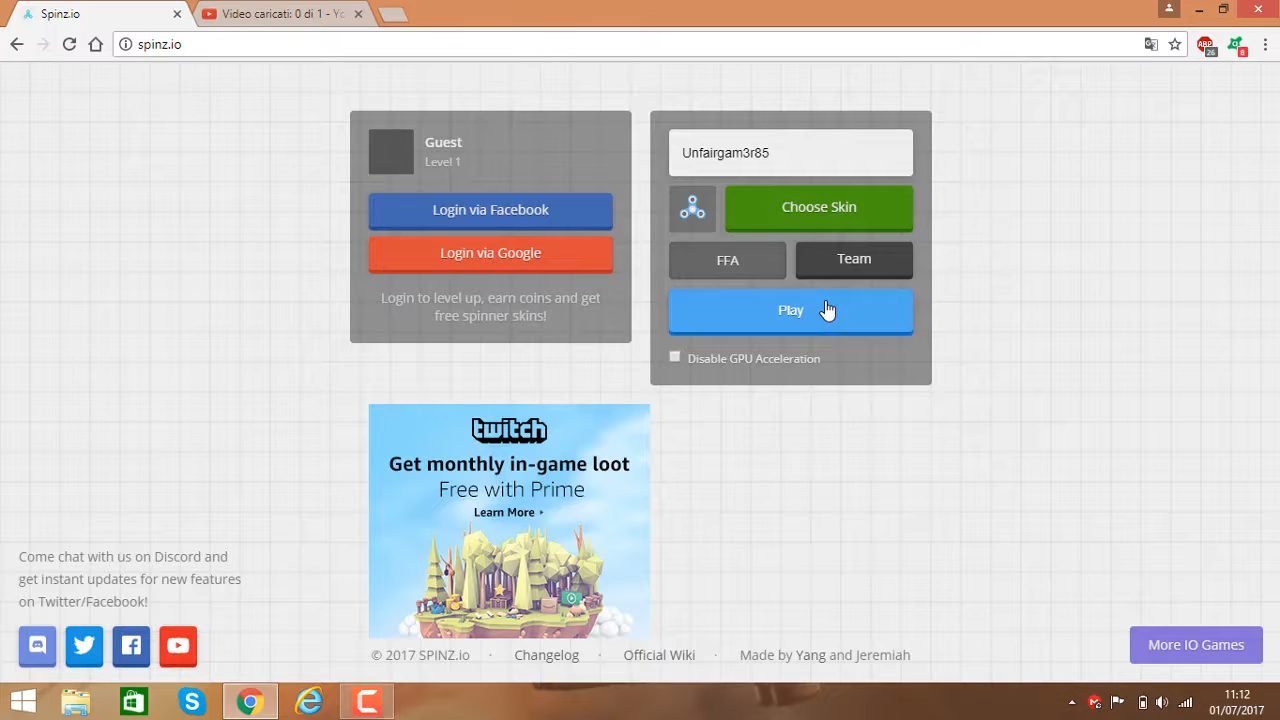 Spinz.io
Video caricati: 0 di 1 - Yo
spinz.io
ABP
26
8
Guest
Level 1
Login via Facebook
Login via Google
Login to level up, earn coins and get
free spinner skins!
Unfairgam3r85
Choose Skin
FFA
Team
Play
Disable GPU Acceleration
twitch
Get monthly in-game loot
Free with Prime
Learn More
Come chat with us on Discord and
get instant updates for new features
on Twitter/Facebook!
© 2017 SPINZ.io · Changelog · Official Wiki · Made by Yang and Jeremiah
More IO Games
11:12
01/07/2017